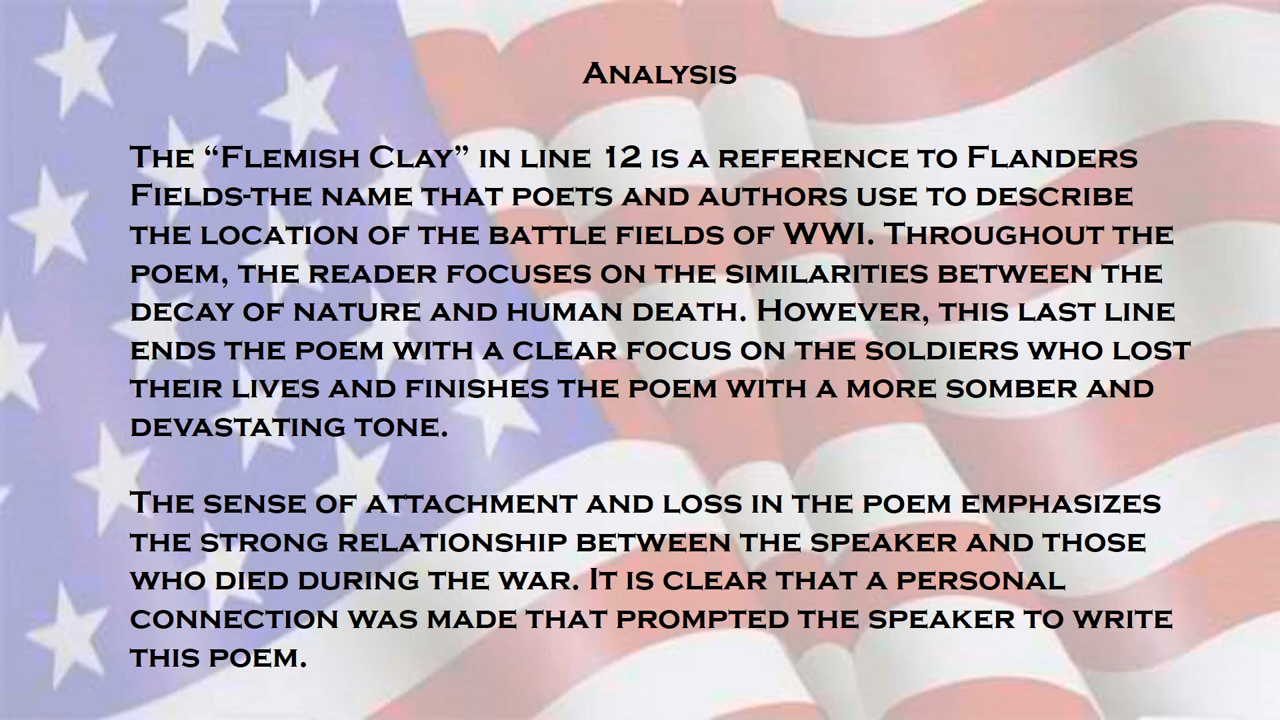 Analysis
The “Flemish Clay” in line 12 is a reference to Flanders
Fields-the name that poets and authors use to describe
the location of the battle fields of WWI. Throughout the
poem, the reader focuses on the similarities between the
decay of nature and human death. However, this last line
ends the poem with a clear focus on the soldiers who lost
their lives and finishes the poem with a more somber and
devastating tone.
The sense of attachment and loss in the poem emphasizes
the strong relationship between the speaker and those
who died during the war. It is clear that a personal
connection was made that prompted the speaker to write
this poem.